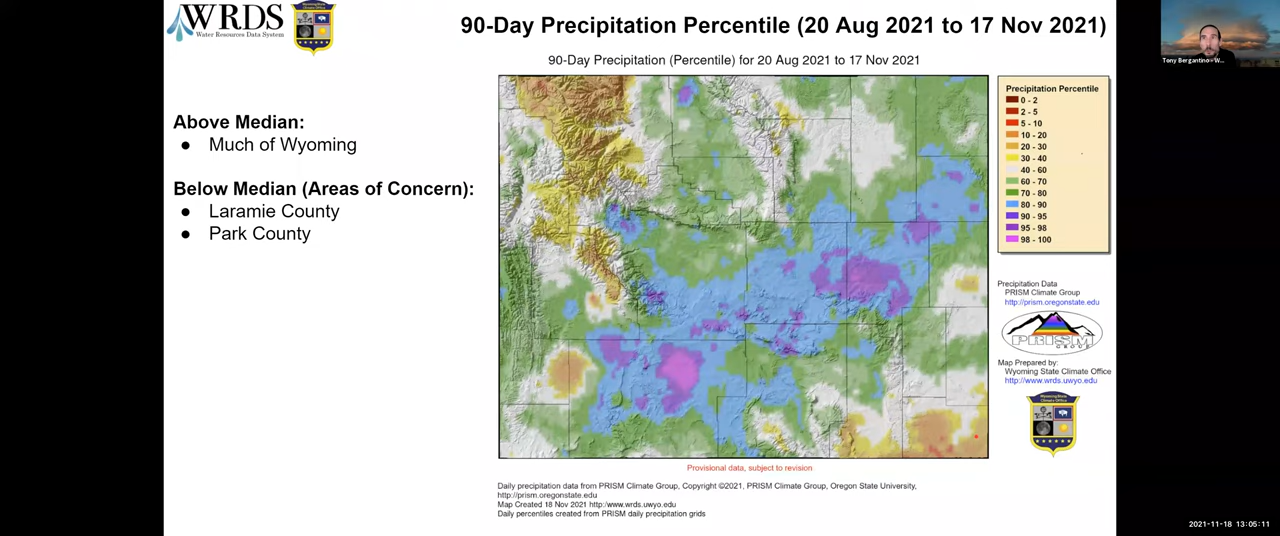 WRDS
Water Resources Data System
90-Day Precipitation Percentile (20 Aug 2021 to 17 Nov 2021)
Tony Bergantino - W...
90-Day Precipitation (Percentile) for 20 Aug 2021 to 17 Nov 2021
Above Median:
● Much of Wyoming
Below Median (Areas of Concern):
● Laramie County
● Park County
Precipitation Percentile
0 - 2
2 - 5
5 - 10
10 - 20
20 - 30
30 - 40
40 - 60
60 - 70
70 - 80
80 - 90
90 - 95
95 - 98
98 - 100
Precipitation Data
PRISM Climate Group
http://prism.oregonstate.edu
PRISM
GROUP
Map Prepared by:
Wyoming State Climate Office
http://www.wrds.uwyo.edu
Wyoming State
Climate Office
Provisional data, subject to revision
Daily precipitation data from PRISM Climate Group, Copyright ©2021, PRISM Climate Group, Oregon State University,
http://prism.oregonstate.edu
Map Created 18 Nov 2021 http:/www.wrds.uwyo.edu
Daily percentiles created from PRISM daily precipitation grids
2021-11-18 13:05:11